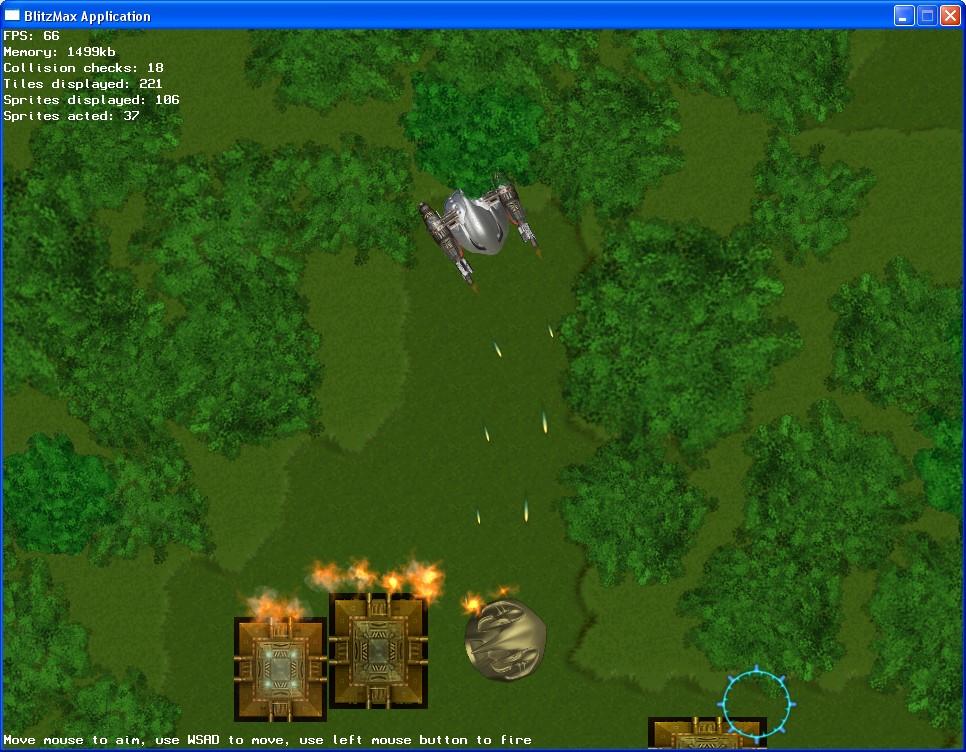 BlitzMax Application
FPS: 66
Memory: 1499kb
Collision checks: 18
Tiles displayed: 221
Sprites displayed: 106
Sprites acted: 37
Move mouse to aim, use WSAD to move, use left mouse button to fire